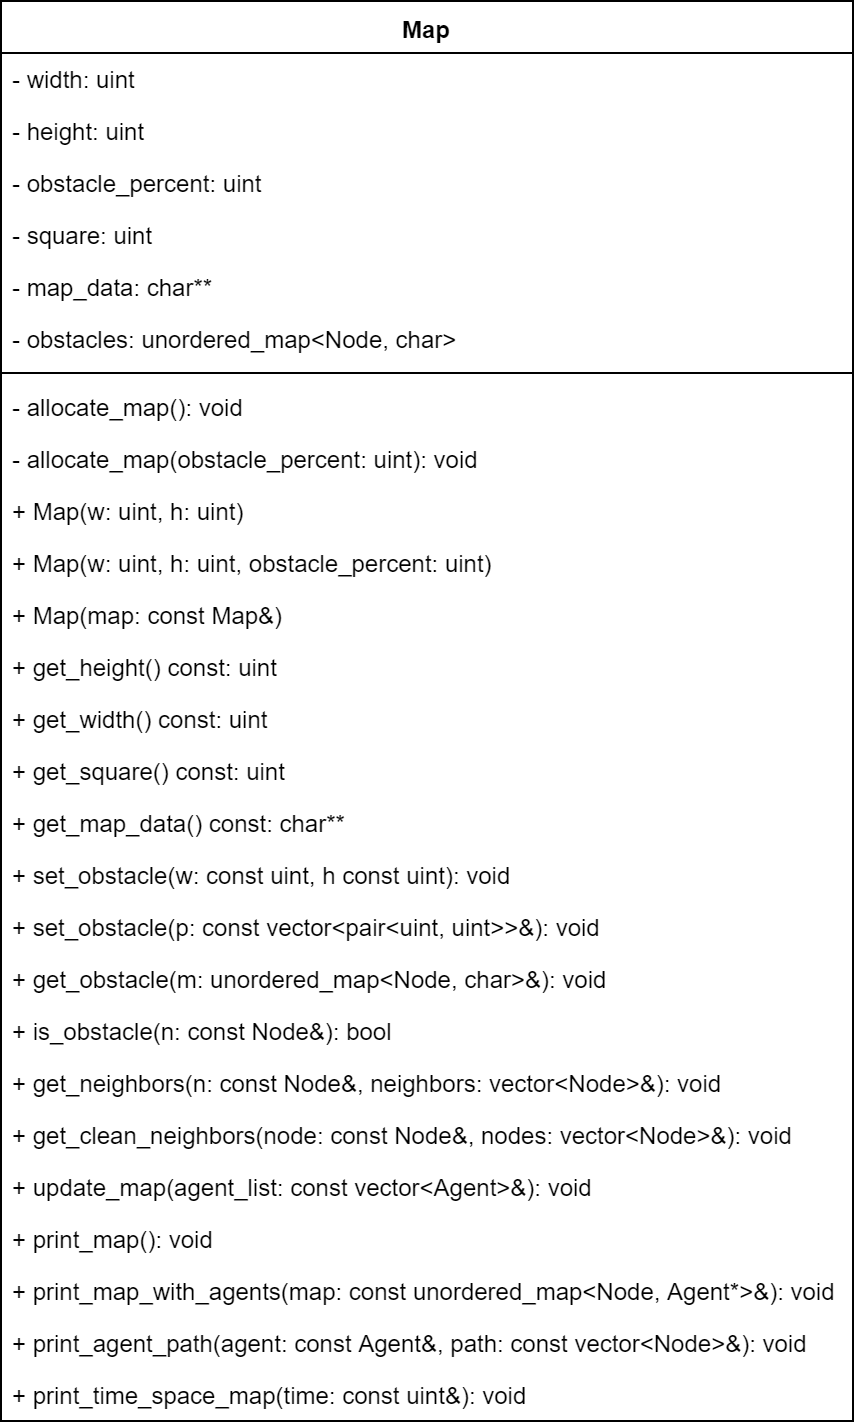 Map
- width: uint
- height: uint
- obstacle_percent: uint
- square: uint
- map_data: char**
- obstacles: unordered_map<Node, char>
- allocate_map(): void
- allocate_map(obstacle_percent: uint): void
+ Map(w: uint, h: uint)
+ Map(w: uint, h: uint, obstacle_percent: uint)
+ Map(map: const Map&)
+ get_height() const: uint
+ get_width() const: uint
+ get_square() const: uint
+ get_map_data() const: char**
+ set_obstacle(w: const uint, h const uint): void
+ set_obstacle(p: const vector<pair<uint, uint>>&): void
+ get_obstacle(m: unordered_map<Node, char>&): void
+ is_obstacle(n: const Node&): bool
+ get_neighbors(n: const Node&, neighbors: vector<Node>&): void
+ get_clean_neighbors(node: const Node&, nodes: vector<Node>&): void
+ update_map(agent_list: const vector<Agent>&): void
+ print_map(): void
+ print_map_with_agents(map: const unordered_map<Node, Agent*>&): void
+ print_agent_path(agent: const Agent&, path: const vector<Node>&): void
+ print_time_space_map(time: const uint&): void